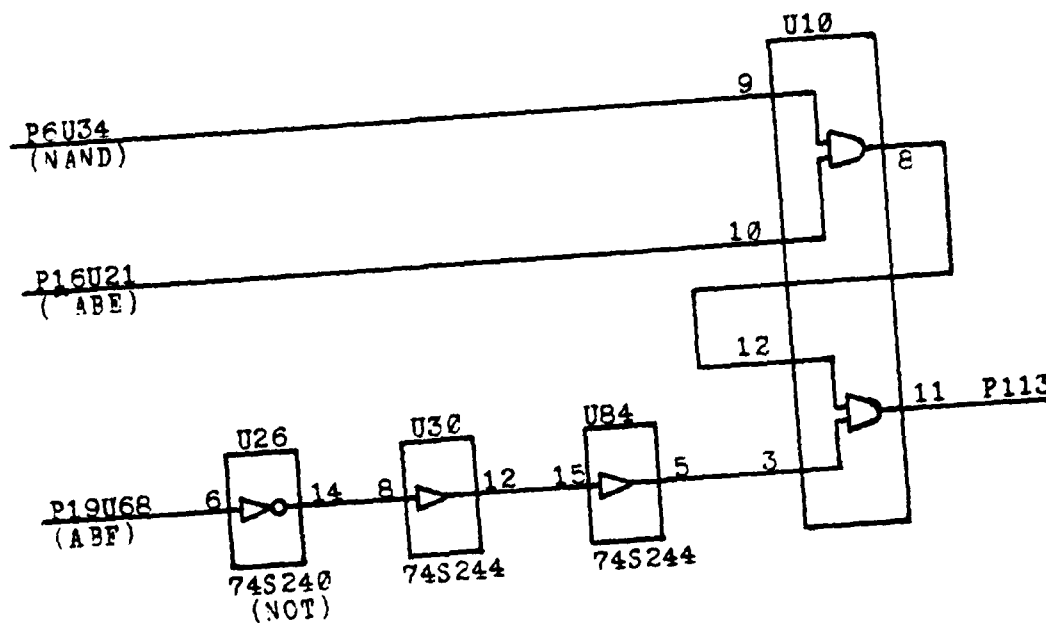 U10
9
P6U34
(NAND)
8
10
P16U21
( ABE)
12
11 P113
U26
U30
U84
P19U68
(ABF)
6
14
8
12
15
5
3
74S240
(NOT)
74S244
74S244